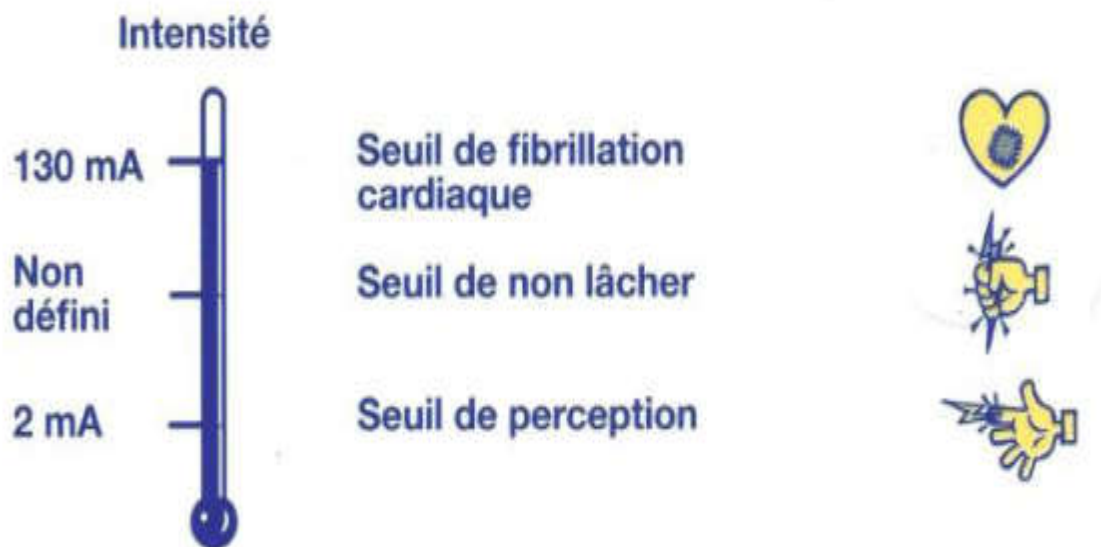 Intensité
130 mA
Seuil de fibrillation
cardiaque
Non
défini
Seuil de non lâcher
2 mA
Seuil de perception